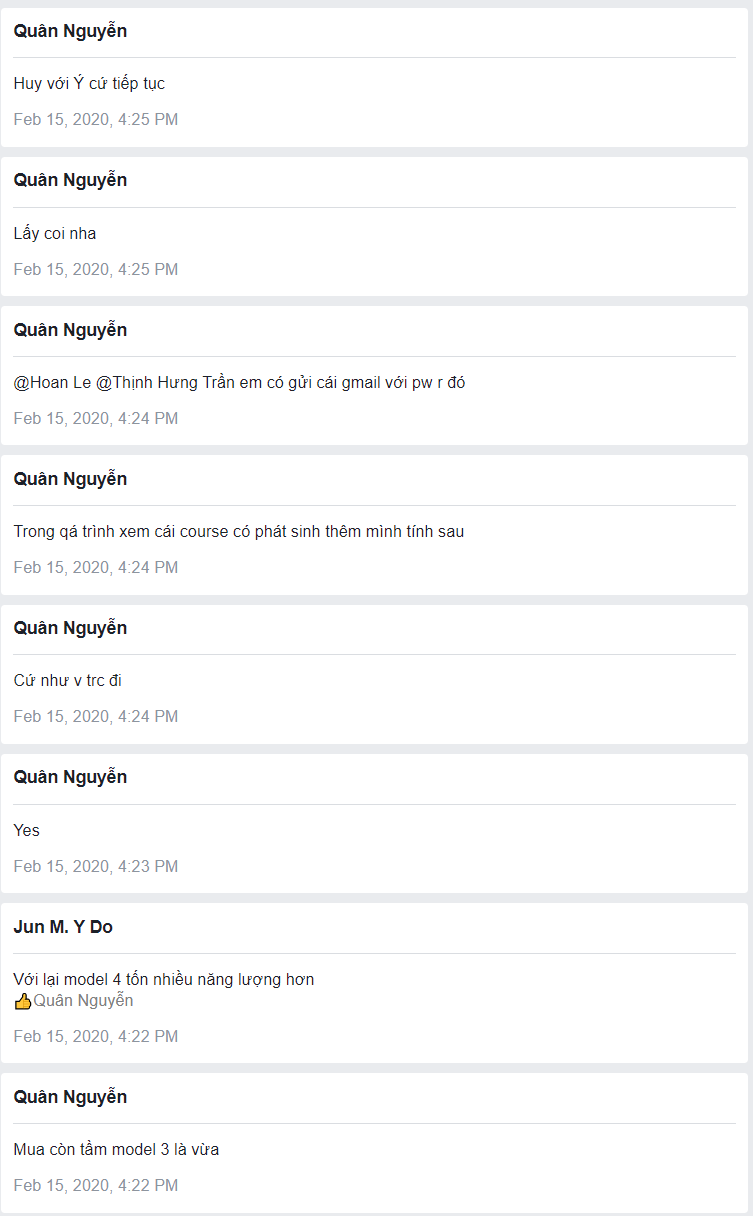 Quân Nguyễn
Huy với Ý cứ tiếp tục
Feb 15, 2020, 4:25 PM
Quân Nguyễn
Lấy coi nha
Feb 15, 2020, 4:25 PM
Quân Nguyễn
@Hoan Le @Thịnh Hưng Trần em có gửi cái gmail với pw r đó
Feb 15, 2020, 4:24 PM
Quân Nguyễn
Trong qá trình xem cái course có phát sinh thêm mình tính sau
Feb 15, 2020, 4:24 PM
Quân Nguyễn
Cứ như v trc đi
Feb 15, 2020, 4:24 PM
Quân Nguyễn
Yes
Feb 15, 2020, 4:23 PM
Jun M. Y Do
Với lại model 4 tốn nhiều năng lượng hơn
👍Quân Nguyễn
Feb 15, 2020, 4:22 PM
Quân Nguyễn
Mua còn tầm model 3 là vừa
Feb 15, 2020, 4:22 PM